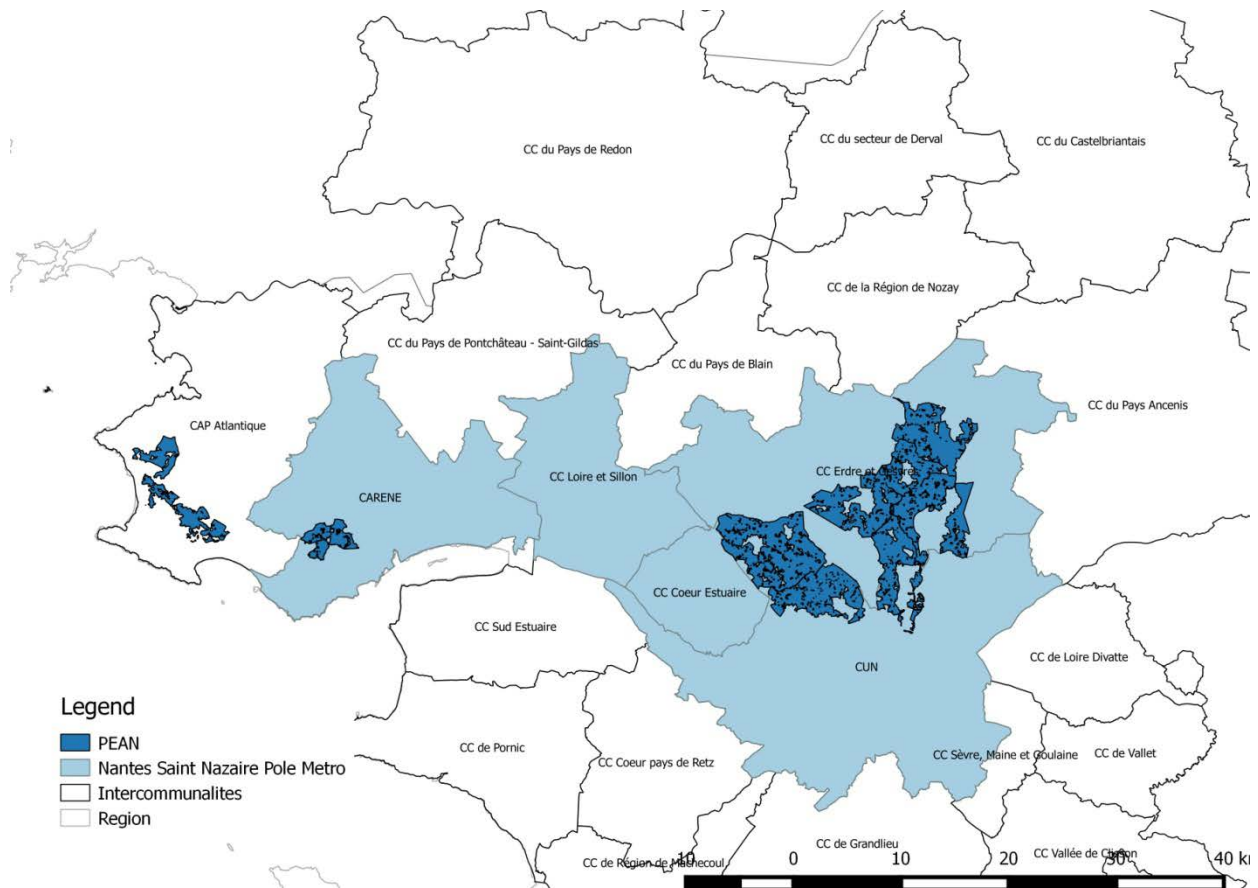 CC du Pays de Redon
CC du secteur de Derval
CC du Castelbriantais
CC de la Région de Nozay
CC du Pays de Pontchâteau - Saint-Gildas
CC du Pays de Blain
CC du Pays Ancenis
CAP Atlantique
CC Erdre et Gesvres
CC Loire et Sillon
CARENE
CC Coeur Estuaire
CC Sud Estuaire
CUN
CC de Loire Divatte
Legend
PEAN
Nantes Saint Nazaire Pole Metro
Intercommunalites
Region
CC de Pornic
CC Coeur pays de Retz
CC Sèvre, Maine et Goulaine
CC de Vallet
CC de Grandlieu
CC Vallée de Clisson
CC de Région de Machecoul
10 0 10 20 30 40 km